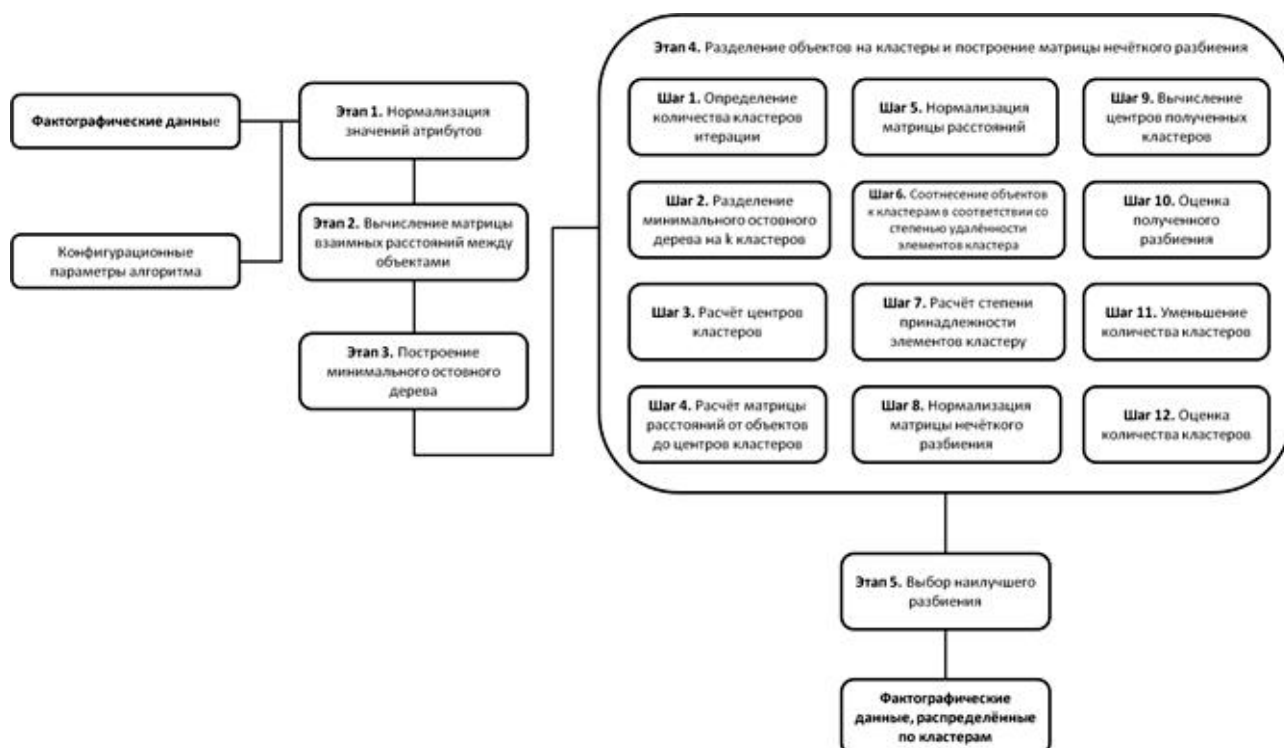 Фактографические данные
Конфигурационные
параметры алгоритма
Этап 1. Нормализация
значений атрибутов
Этап 2. Вычисление матрицы
взаимных расстояний между
объектами
Этап 3. Построение
минимального остовного
дерева
Этап 4. Разделение объектов на кластеры и построение матрицы нечёткого разбиения
Шаг 1. Определение
количества кластеров
итерации
Шаг 2. Разделение
минимального остовного
дерева на k кластеров
Шаг 3. Расчёт центров
кластеров
Шаг 4. Расчёт матрицы
расстояний от объектов
до центров кластеров
Шаг 5. Нормализация
матрицы расстояний
Шаг 6. Соотнесение объектов
к кластерам в соответствии со
степенью удалённости
элементов кластера
Шаг 7. Расчёт степени
принадлежности
элементов кластеру
Шаг 8. Нормализация
матрицы нечёткого
разбиения
Шаг 9. Вычисление
центров полученных
кластеров
Шаг 10. Оценка
полученного
разбиения
Шаг 11. Уменьшение
количества кластеров
Шаг 12. Оценка
количества кластеров
Этап 5. Выбор наилучшего
разбиения
Фактографические
данные, распределённые
по кластерам